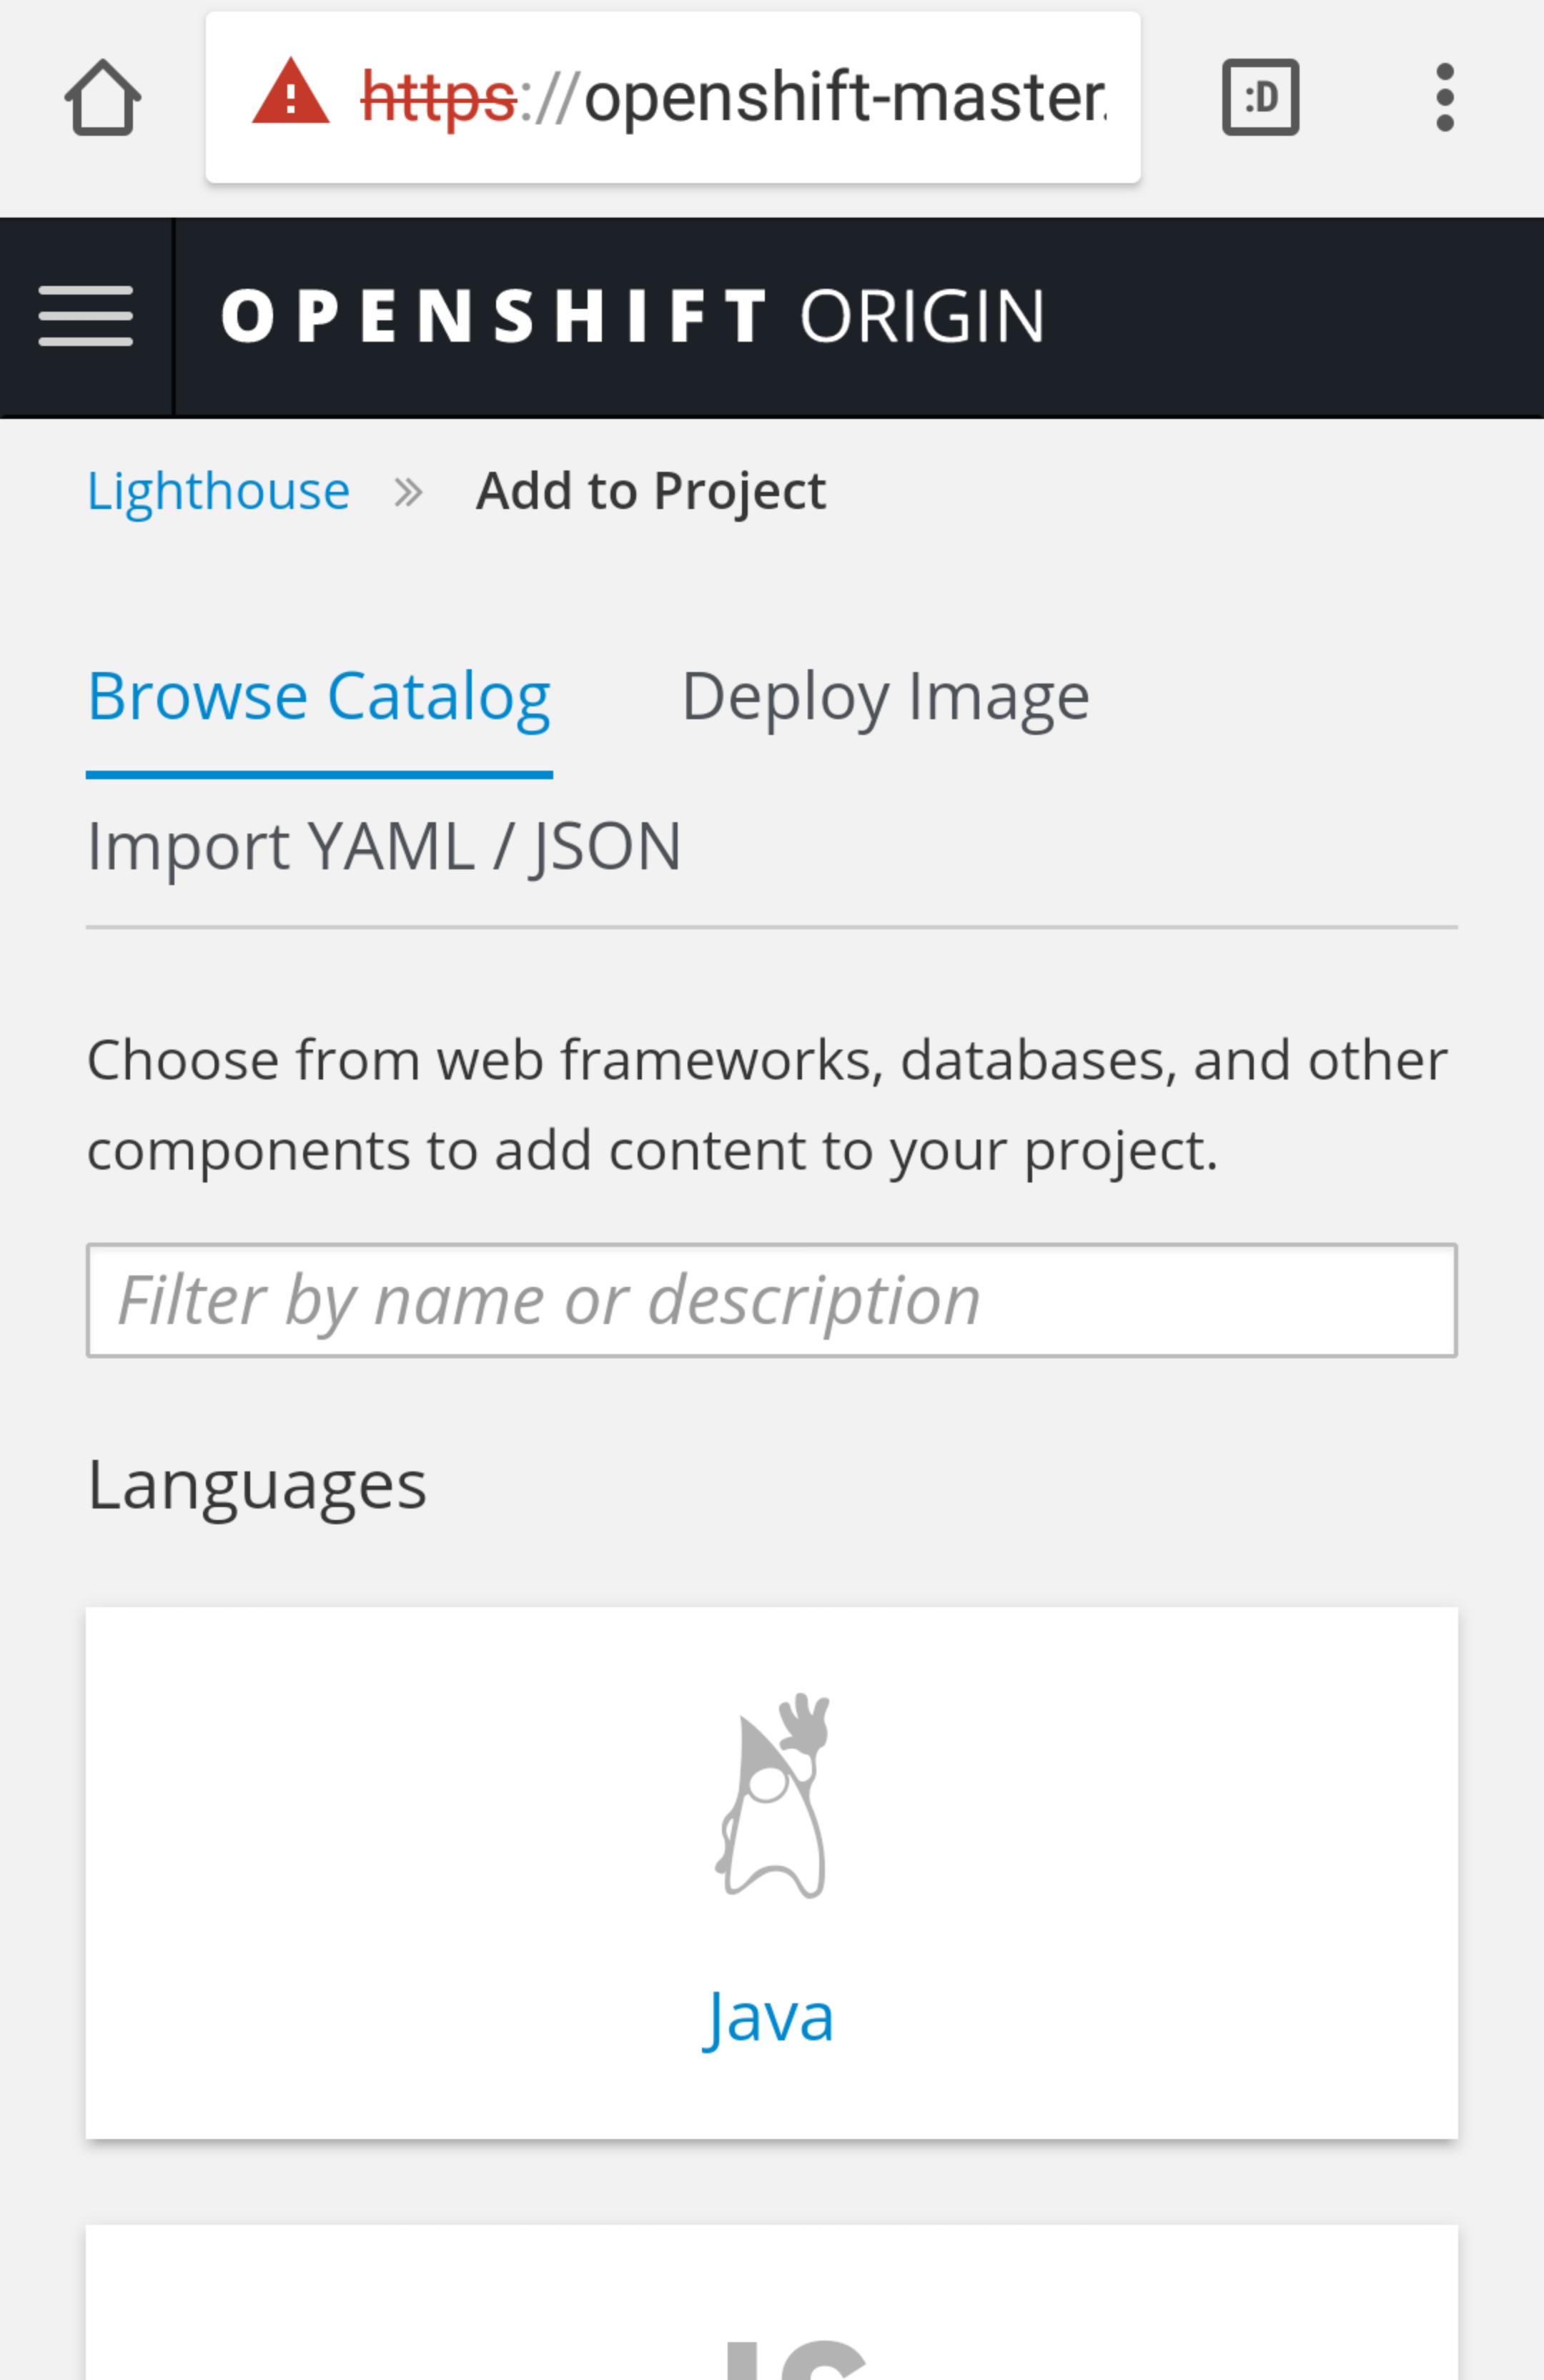 https://openshift-master.
:D
OPENSHIFT ORIGIN
Lighthouse » Add to Project
Browse Catalog Deploy Image
Import YAML / JSON
Choose from web frameworks, databases, and other
components to add content to your project.
Filter by name or description
Languages
Java
JS